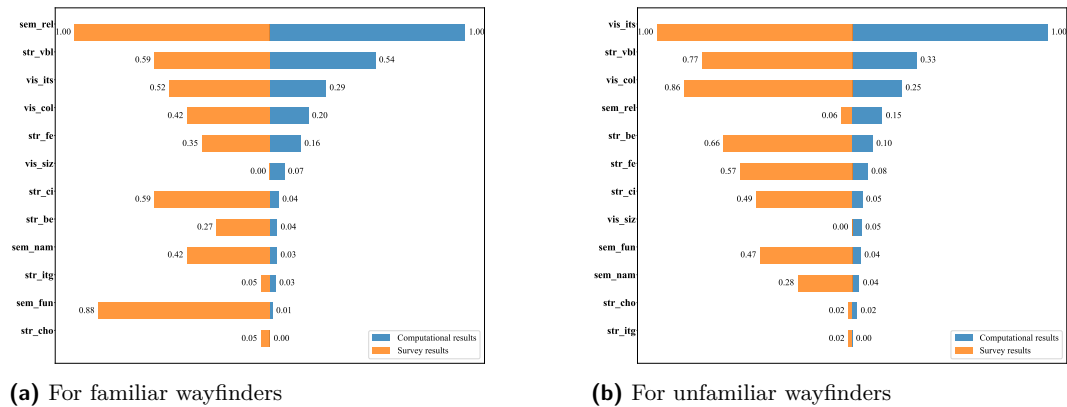 sem_rel 1.00 1.00
str_vbl 0.59 0.54
vis_its 0.52 0.29
vis_col 0.42 0.20
str_fe 0.35 0.16
vis_siz 0.00 0.07
str_ci 0.59 0.04
str_be 0.27 0.04
sem_nam 0.42 0.03
str_itg 0.05 0.03
sem_fun 0.88 0.01
str_cho 0.05 0.00
Computational results
Survey results
(a) For familiar wayfinders
vis_its 1.00 1.00
str_vbl 0.77 0.33
vis_col 0.86 0.25
sem_rel 0.06 0.15
str_be 0.66 0.10
str_fe 0.57 0.08
str_ci 0.49 0.05
vis_siz 0.00 0.05
sem_fun 0.47 0.04
sem_nam 0.28 0.04
str_cho 0.02 0.02
str_itg 0.02 0.00
Computational results
Survey results
(b) For unfamiliar wayfinders